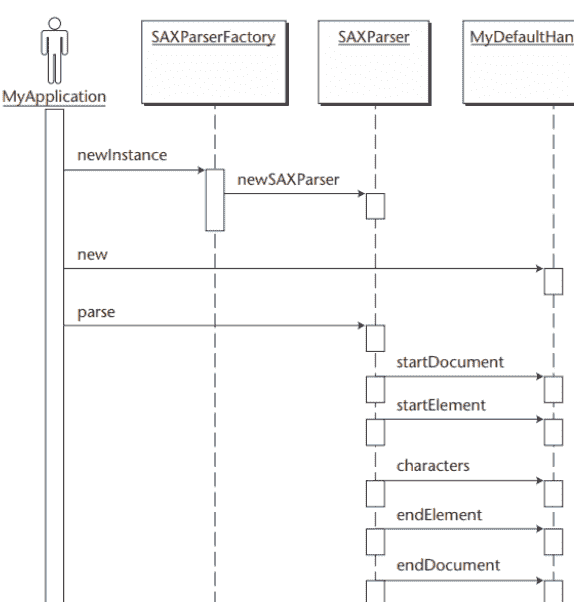 SAXParserFactory
SAXParser
MyDefaultHan
MyApplication
newInstance
newSAXParser
new
parse
startDocument
startElement
characters
endElement
endDocument